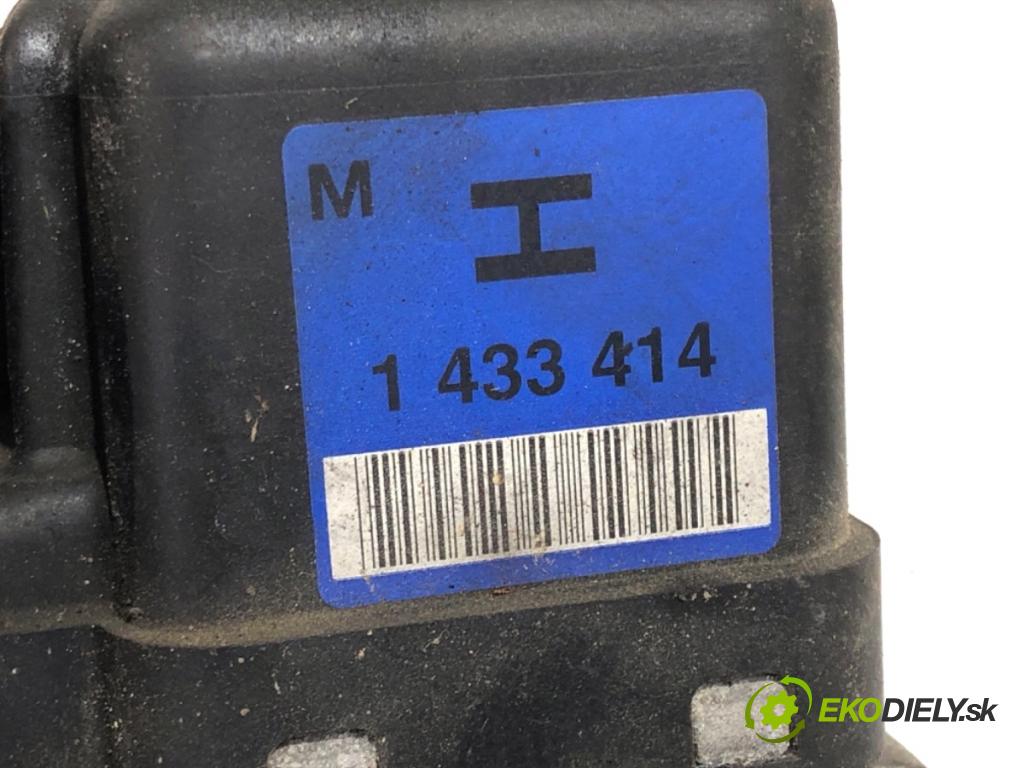 M
H
1 433 414
EKODIELY.sk